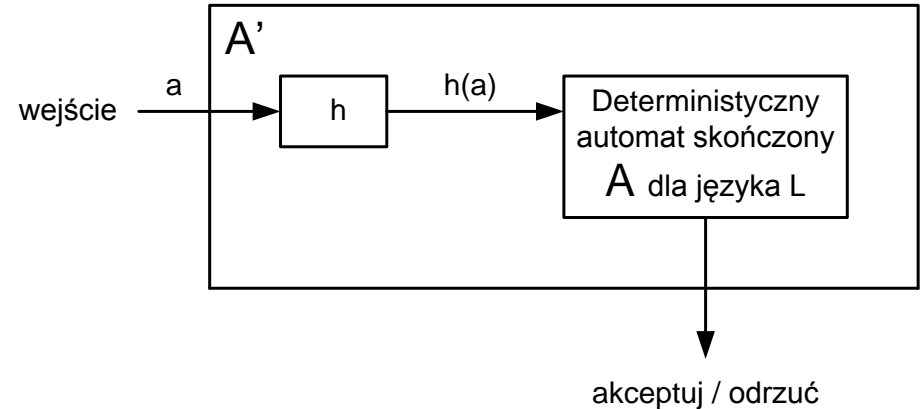 A’
wejście
a
h
h(a)
Deterministyczny
automat skończony
A dla języka L
akceptuj / odrzuć